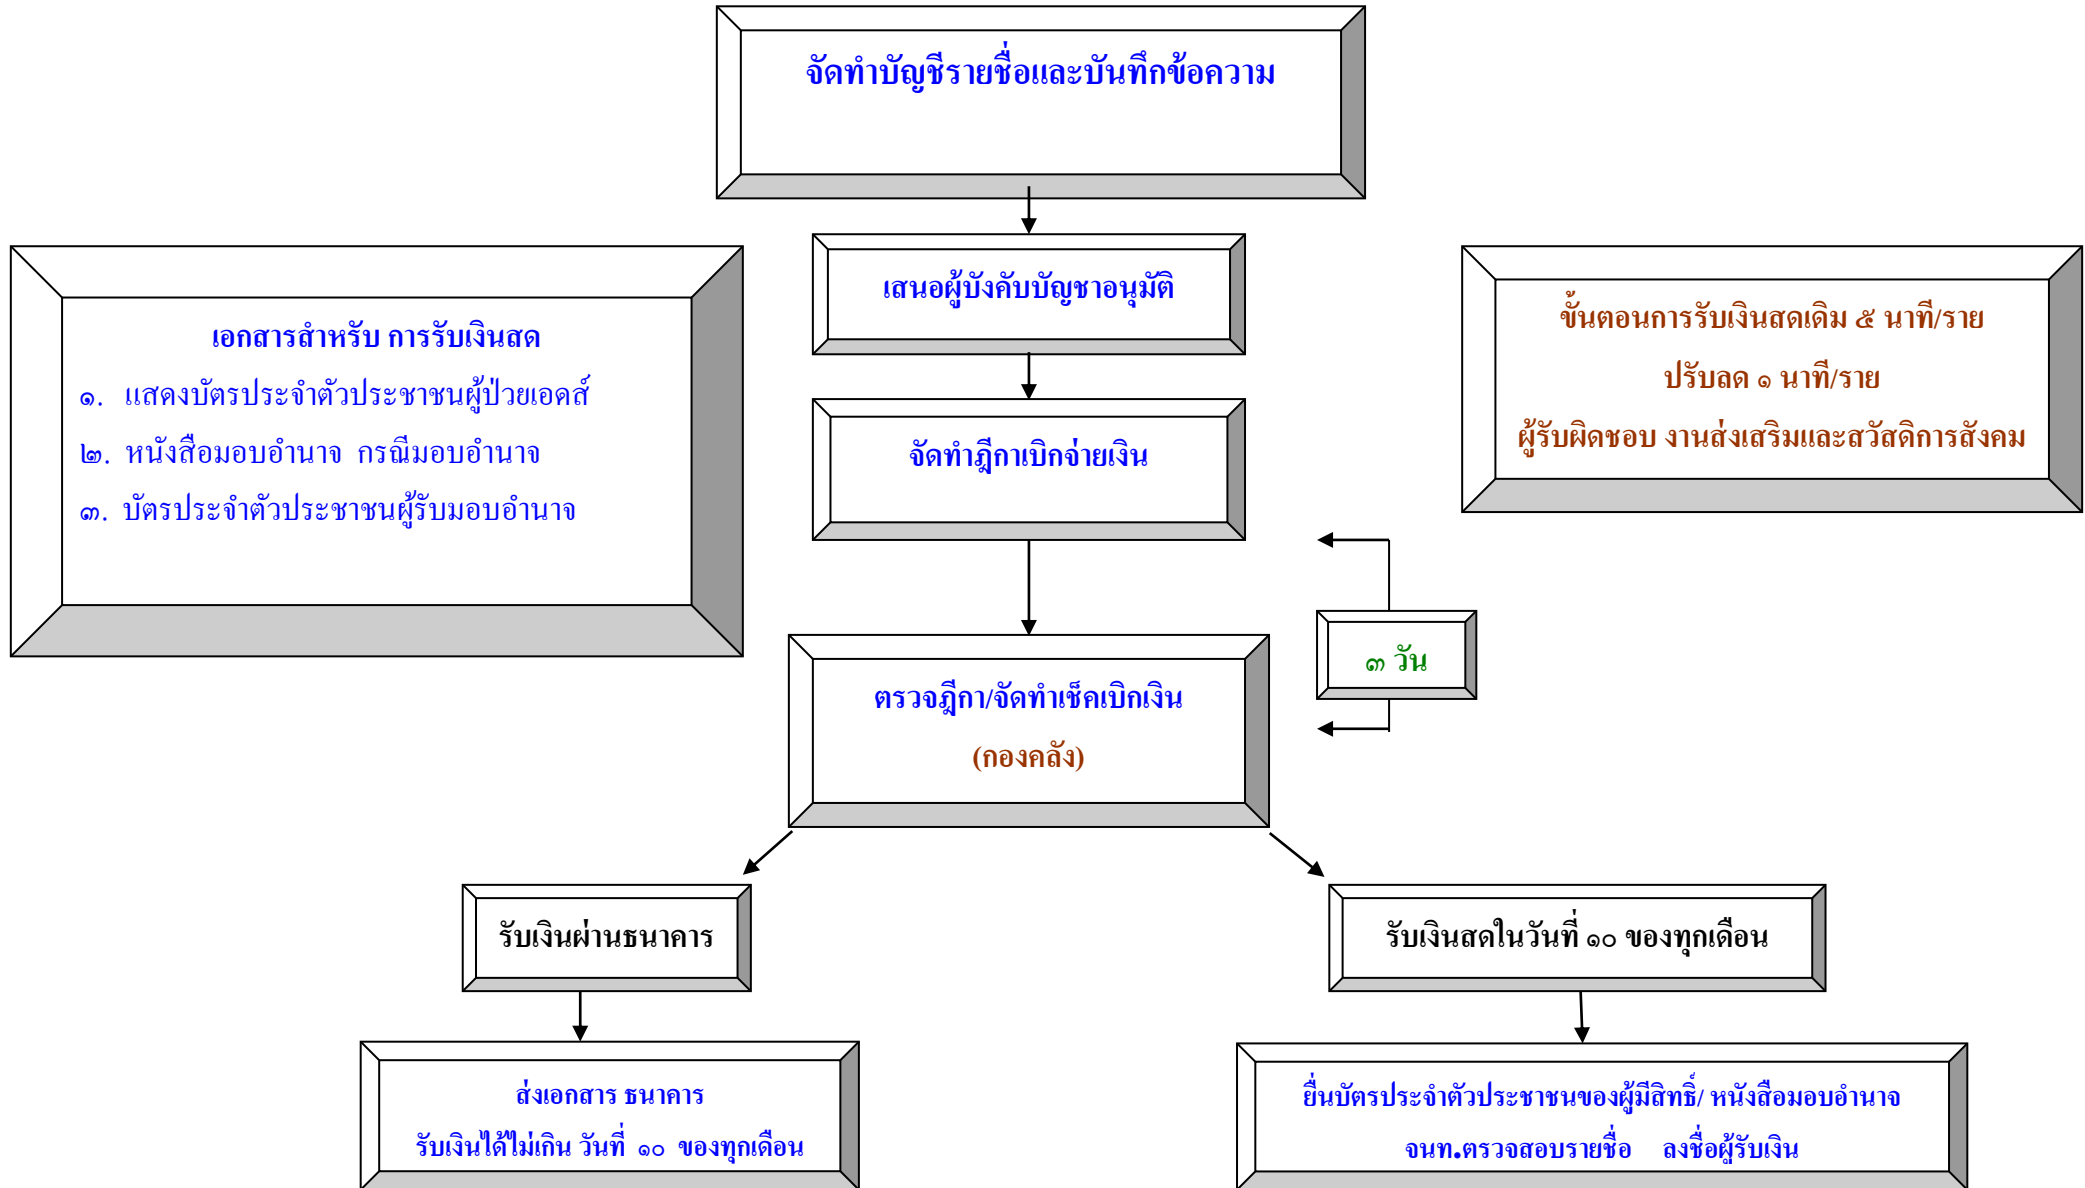 จัดทำบัญชีรายชื่อและบันทึกข้อความ
เสนอผู้บังคับบัญชาอนุมัติ
เอกสารสำหรับ การรับเงินสด
๑. แสดงบัตรประจำตัวประชาชนผู้ป่วยเอดส์
๒. หนังสือมอบอำนาจ กรณีมอบอำนาจ
๓. บัตรประจำตัวประชาชนผู้รับมอบอำนาจ
ขั้นตอนการรับเงินสดเดิม ๕ นาที/ราย
ปรับลด ๑ นาที/ราย
ผู้รับผิดชอบ งานส่งเสริมและสวัสดิการสังคม
จัดทำฎีกาเบิกจ่ายเงิน
๓ วัน
ตรวจฎีกา/จัดทำเช็คเบิกเงิน
(กองคลัง)
รับเงินผ่านธนาคาร
รับเงินสดในวันที่ ๑๐ ของทุกเดือน
ส่งเอกสาร ธนาคาร
รับเงินได้ไม่เกิน วันที่ ๑๐ ของทุกเดือน
ยื่นบัตรประจำตัวประชาชนของผู้มีสิทธิ์/ หนังสือมอบอำนาจ
จนท.ตรวจสอบรายชื่อ ลงชื่อผู้รับเงิน